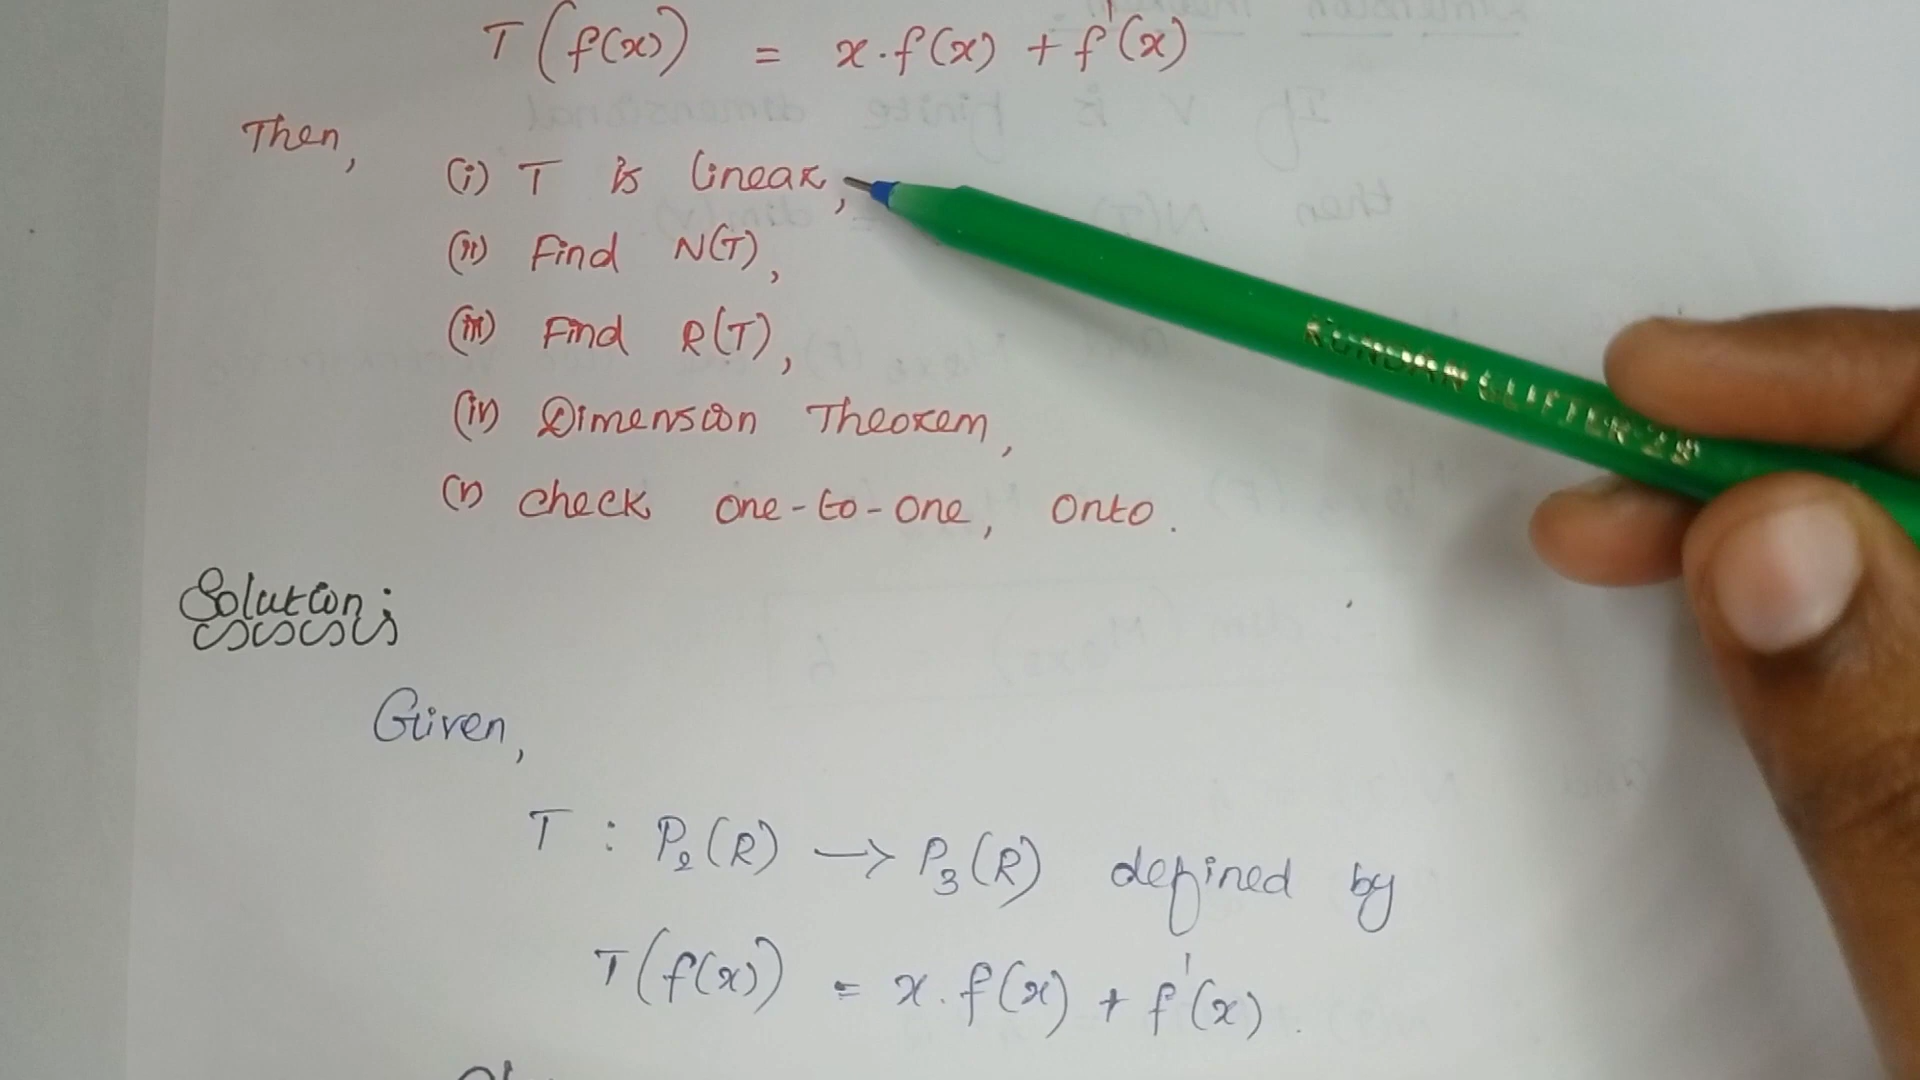 T(f(x)) = x.f(x) + f'(x)
Then,
(i) T is linear,
(ii) Find N(T),
(iii) Find R(T),
(iv) Dimension Theorem,
(v) check one-to-one, onto.
Solution:
Given,
T : P₂(R) → P₃(R) defined by
T(f(x)) = x.f(x) + f'(x).